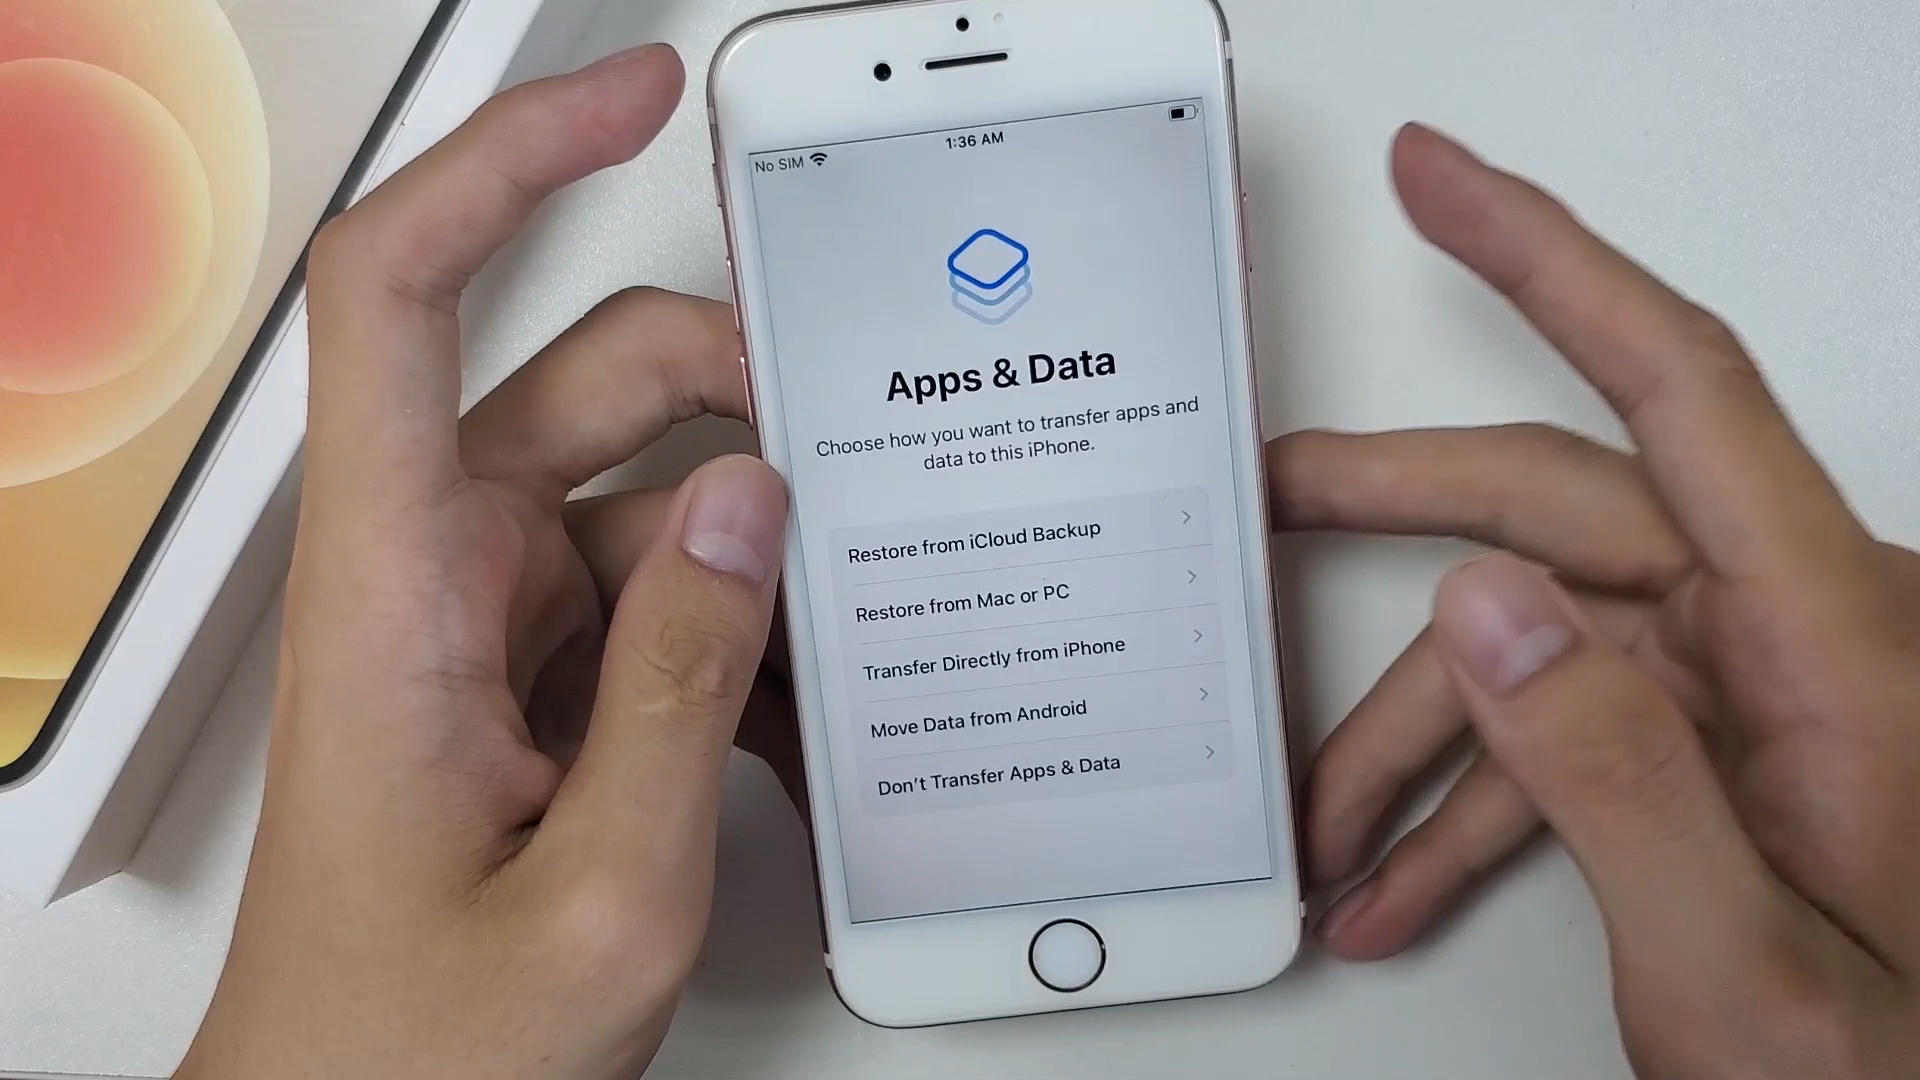 No SIM
1:36 AM
Apps & Data
Choose how you want to transfer apps and
data to this iPhone.
Restore from iCloud Backup
Restore from Mac or PC
Transfer Directly from iPhone
Move Data from Android
Don't Transfer Apps & Data